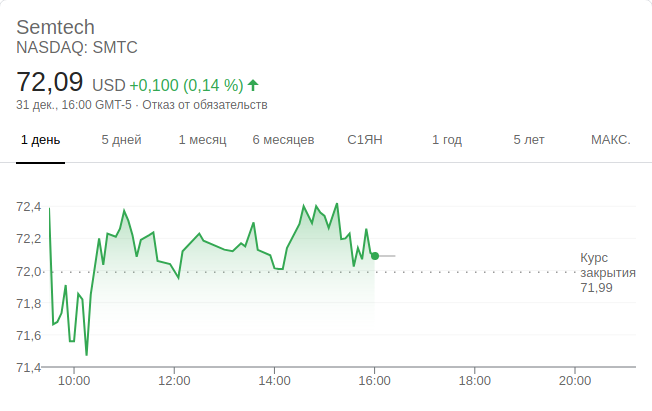 Semtech
NASDAQ: SMTC
72,09 USD +0,100 (0,14 %)
31 дек., 16:00 GMT-5 · Отказ от обязательств
1 день 5 дней 1 месяц 6 месяцев С1ЯН 1 год 5 лет МАКС.
72,4
72,2
72,0
71,8
71,6
71,4
Курс
закрытия
71,99
10:00 12:00 14:00 16:00 18:00 20:00